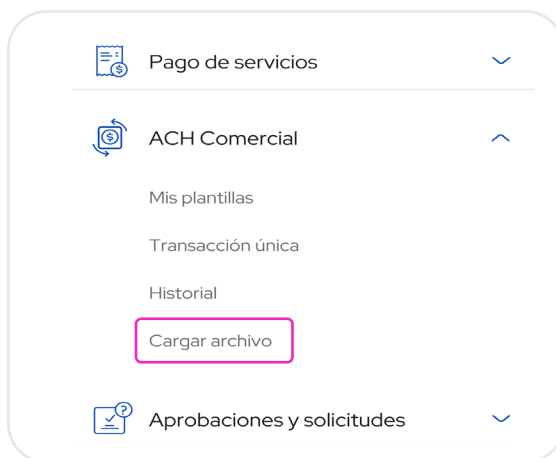 Pago de servicios
ACH Comercial
Mis plantillas
Transacción única
Historial
Cargar archivo
Aprobaciones y solicitudes